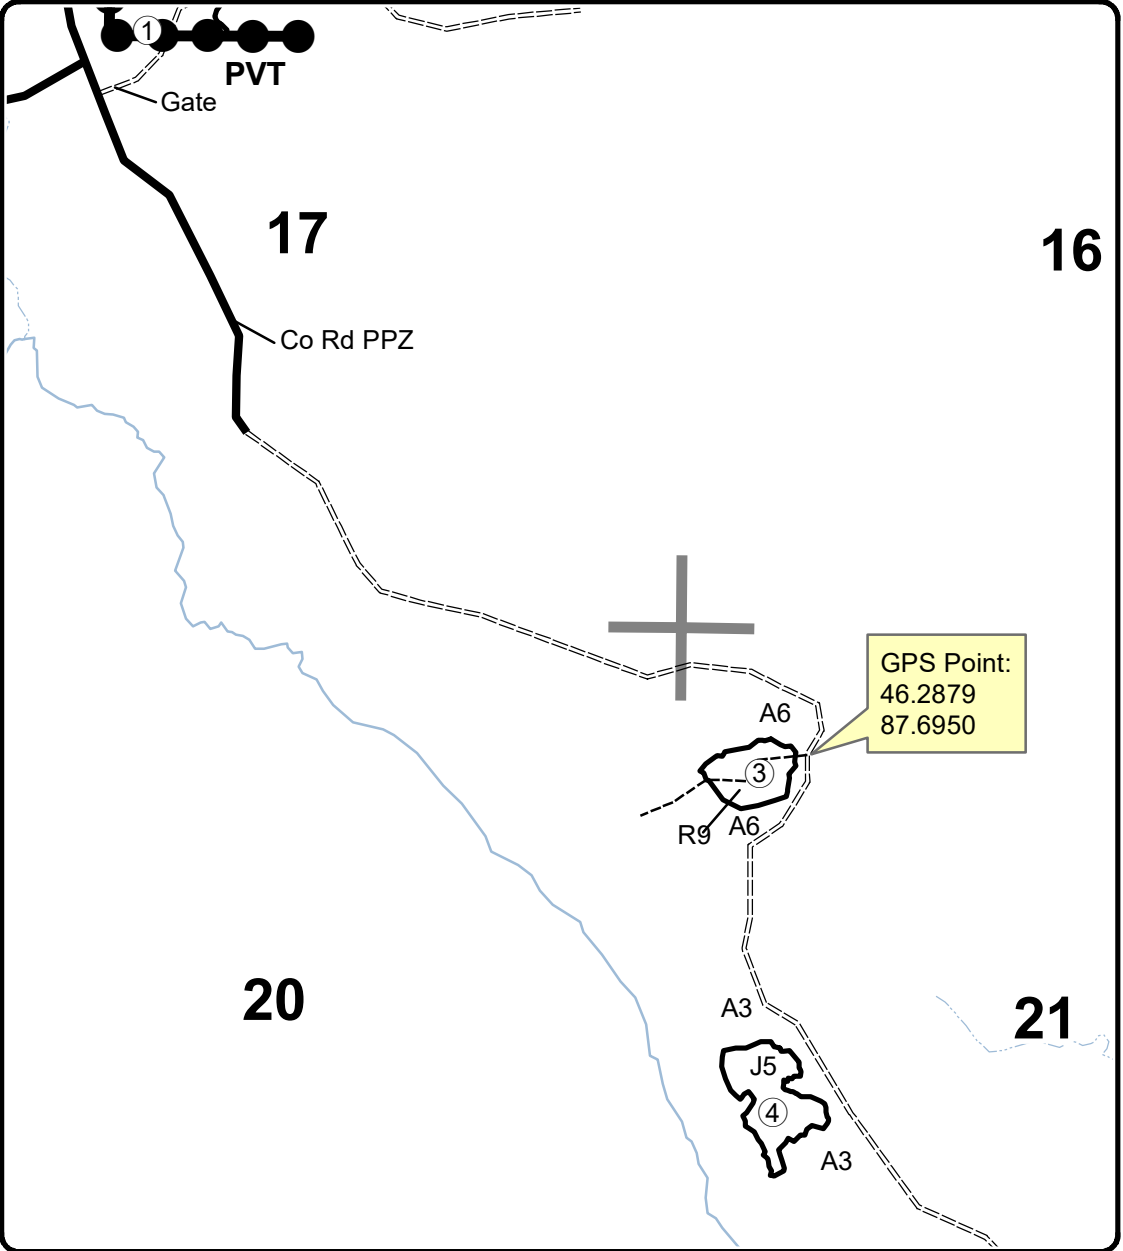 1
PVT
Gate
17
16
Co Rd PPZ
GPS Point:
46.2879
87.6950
A6
3
R9
A6
20
A3
21
J5
4
A3